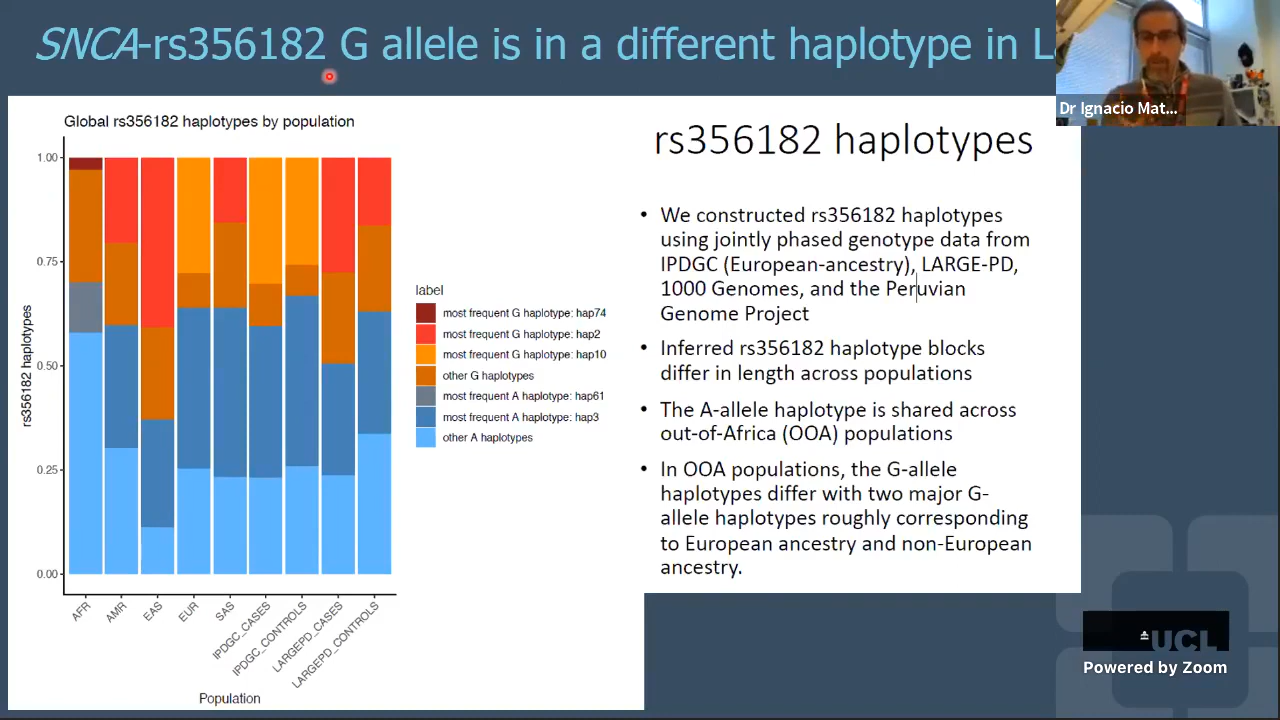 SNCA-rs356182 G allele is in a different haplotype in L
Dr Ignacio Mat...
Global rs356182 haplotypes by population
1.00
0.75
0.50
0.25
0.00
rs356182 haplotypes
AFR
AMR
EAS
EUR
SAS
IPDGC_CASES
IPDGC_CONTROLS
LARGEPD_CASES
LARGEPD_CONTROLS
Population
label
most frequent G haplotype: hap74
most frequent G haplotype: hap2
most frequent G haplotype: hap10
other G haplotypes
most frequent A haplotype: hap61
most frequent A haplotype: hap3
other A haplotypes
rs356182 haplotypes
• We constructed rs356182 haplotypes
using jointly phased genotype data from
IPDGC (European-ancestry), LARGE-PD,
1000 Genomes, and the Peruvian
Genome Project
• Inferred rs356182 haplotype blocks
differ in length across populations
• The A-allele haplotype is shared across
out-of-Africa (OOA) populations
• In OOA populations, the G-allele
haplotypes differ with two major G-
allele haplotypes roughly corresponding
to European ancestry and non-European
ancestry.
UCL
Powered by Zoom